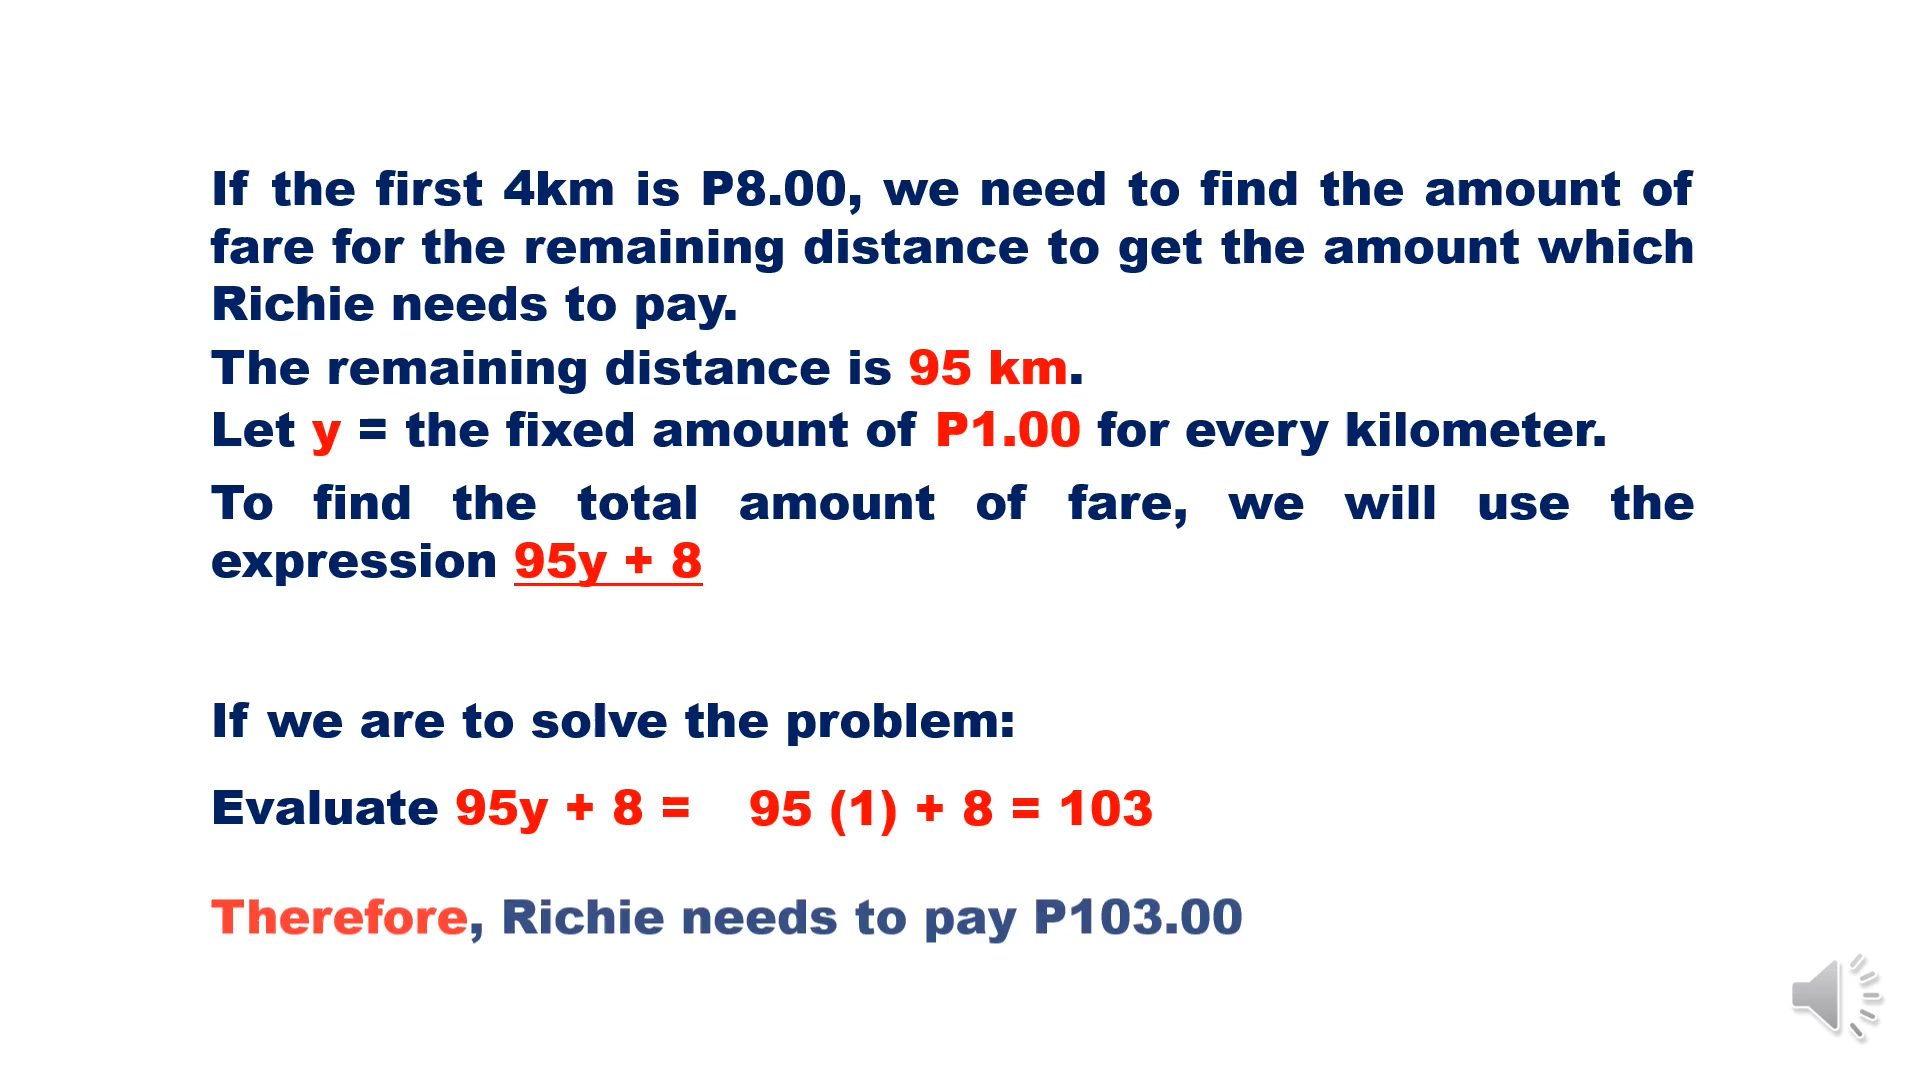 If the first 4km is P8.00, we need to find the amount of
fare for the remaining distance to get the amount which
Richie needs to pay.
The remaining distance is 95 km.
Let y = the fixed amount of P1.00 for every kilometer.
To find the total amount of fare, we will use the
expression 95y + 8
If we are to solve the problem:
Evaluate 95y + 8 = 95 (1) + 8 = 103
Therefore, Richie needs to pay P103.00